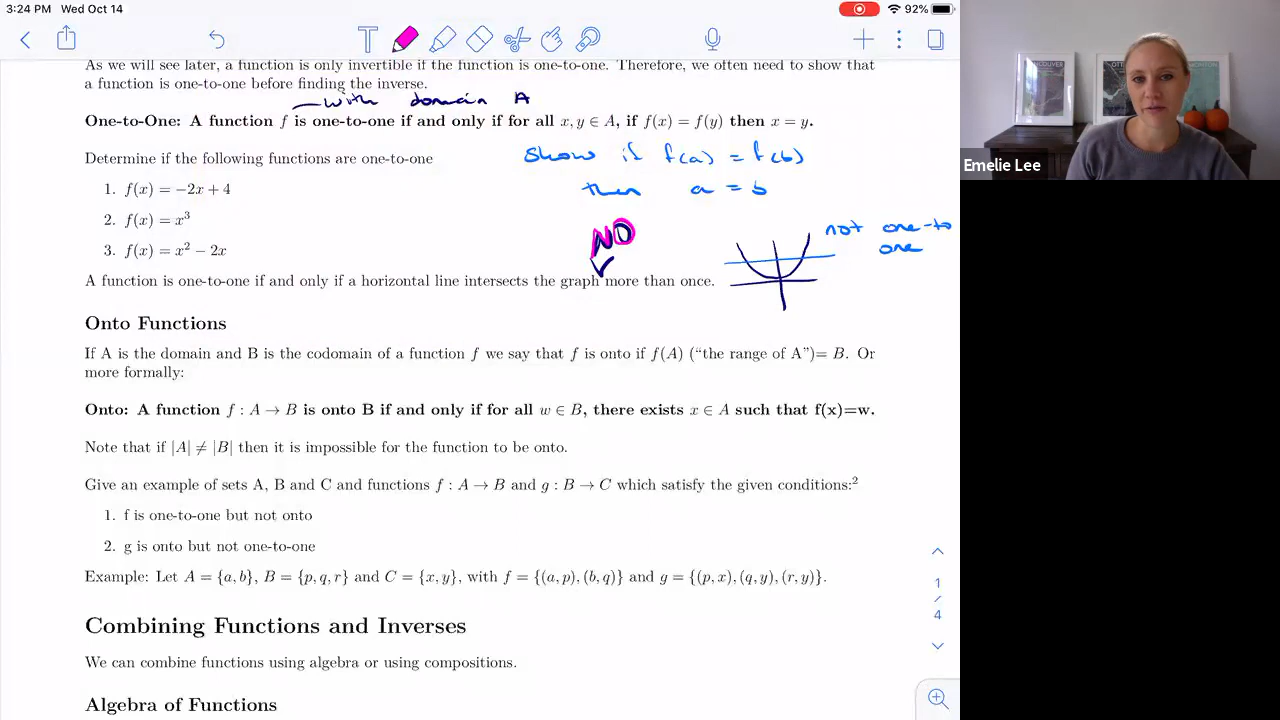 3:24 PM Wed Oct 14
92%
As we will see later, a function is only invertible if the function is one-to-one. Therefore, we often need to show that
a function is one-to-one before finding the inverse.
with domain A
One-to-One: A function f is one-to-one if and only if for all x, y ∈ A, if f(x) = f(y) then x = y.
Determine if the following functions are one-to-one
show if f(a) = f(b)
then a = b
1. f(x) = −2x + 4
2. f(x) = x³
3. f(x) = x² − 2x
NO
not one-to
one
A function is one-to-one if and only if a horizontal line intersects the graph more than once.
Onto Functions
If A is the domain and B is the codomain of a function f we say that f is onto if f(A) (“the range of A”)= B. Or
more formally:
Onto: A function f : A → B is onto B if and only if for all w ∈ B, there exists x ∈ A such that f(x)=w.
Note that if |A| ≠ |B| then it is impossible for the function to be onto.
Give an example of sets A, B and C and functions f : A → B and g : B → C which satisfy the given conditions:²
1. f is one-to-one but not onto
2. g is onto but not one-to-one
Example: Let A = {a, b}, B = {p, q, r} and C = {x, y}, with f = {(a, p), (b, q)} and g = {(p, x), (q, y), (r, y)}.
Combining Functions and Inverses
We can combine functions using algebra or using compositions.
Algebra of Functions
1
/
4
Emelie Lee